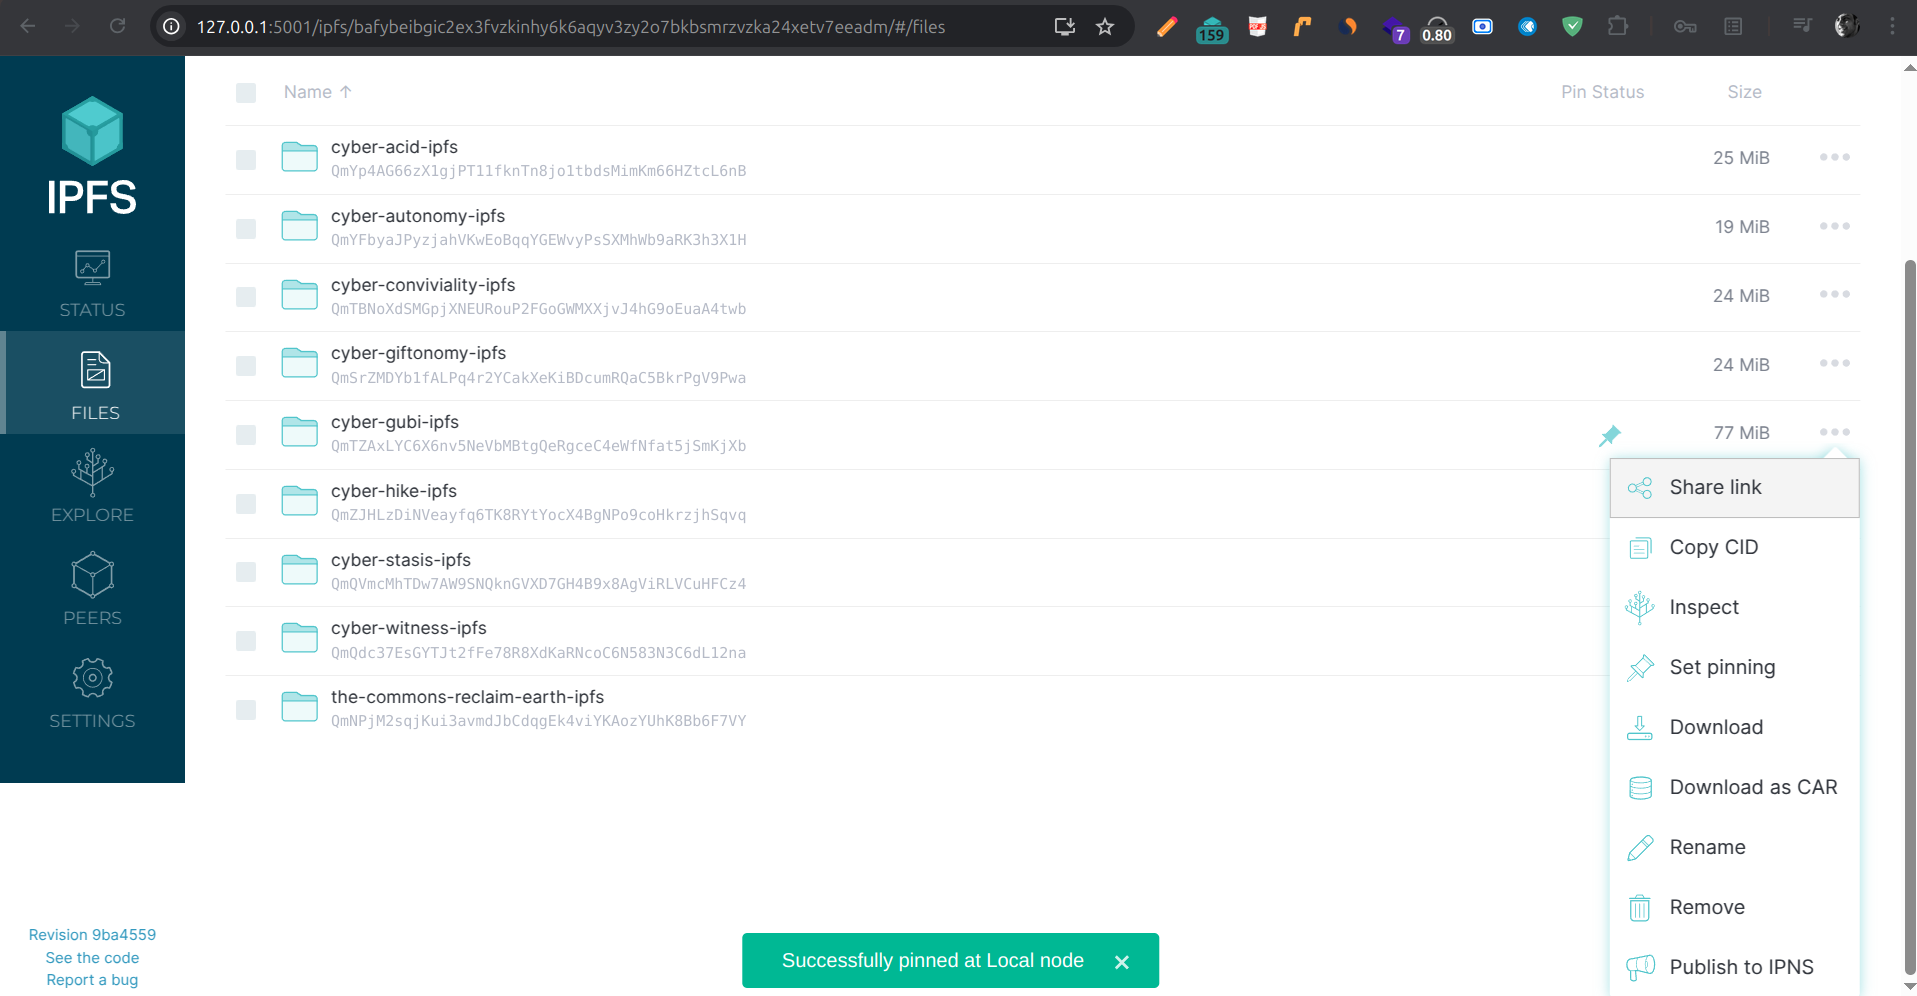 127.0.0.1:5001/ipfs/bafybeibgic2ex3fvzkinhy6k6aqyv3zy2o7bkbsmrzvzka24xetv7eeadm/#/files
159
7
0.80
IPFS
STATUS
FILES
EXPLORE
PEERS
SETTINGS
Revision 9ba4559
See the code
Report a bug
Name ↑ Pin Status Size
cyber-acid-ipfs
QmYp4AG66zX1gjPT11fknTn8jo1tbdsMimKm66HZtcL6nB
25 MiB
cyber-autonomy-ipfs
QmYFbyaJPyzjahVKwEoBqqYGEWvyPsSXMhWb9aRK3h3X1H
19 MiB
cyber-conviviality-ipfs
QmTBNoXdSMGpjXNEURouP2FGoGWMXXjvJ4hG9oEuaA4twb
24 MiB
cyber-giftonomy-ipfs
QmSrZMDYb1fALPq4r2YCakXeKiBDcumRQaC5BkrPgV9Pwa
24 MiB
cyber-gubi-ipfs
QmTZAxLYC6X6nv5NeVbMBtgQeRgceC4eWfNfat5jSmKjXb
77 MiB
cyber-hike-ipfs
QmZJHLzDiNVeayfq6TK8RYtYocX4BgNPo9coHkrzjhSqvq
cyber-stasis-ipfs
QmQVmcMhTDw7AW9SNQknGVXD7GH4B9x8AgViRLVCuHFCz4
cyber-witness-ipfs
QmQdc37EsGYTJt2fFe78R8XdKaRNcoC6N583N3C6dL12na
the-commons-reclaim-earth-ipfs
QmNPjM2sqjKui3avmdJbCdqgEk4viYKAozYUhK8Bb6F7VY
Share link
Copy CID
Inspect
Set pinning
Download
Download as CAR
Rename
Remove
Publish to IPNS
Successfully pinned at Local node ×